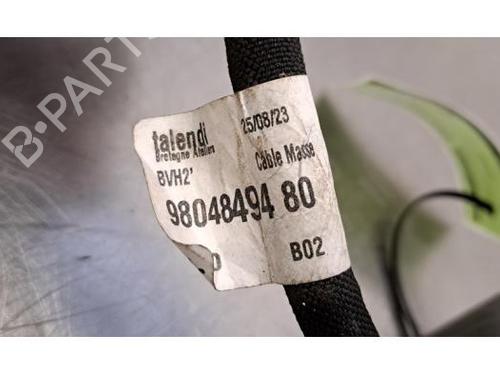 talendi
25/08/23
Bretagne Ateliers
Câble Masse
BVH2'
98048494 80
B02
B-PARTS